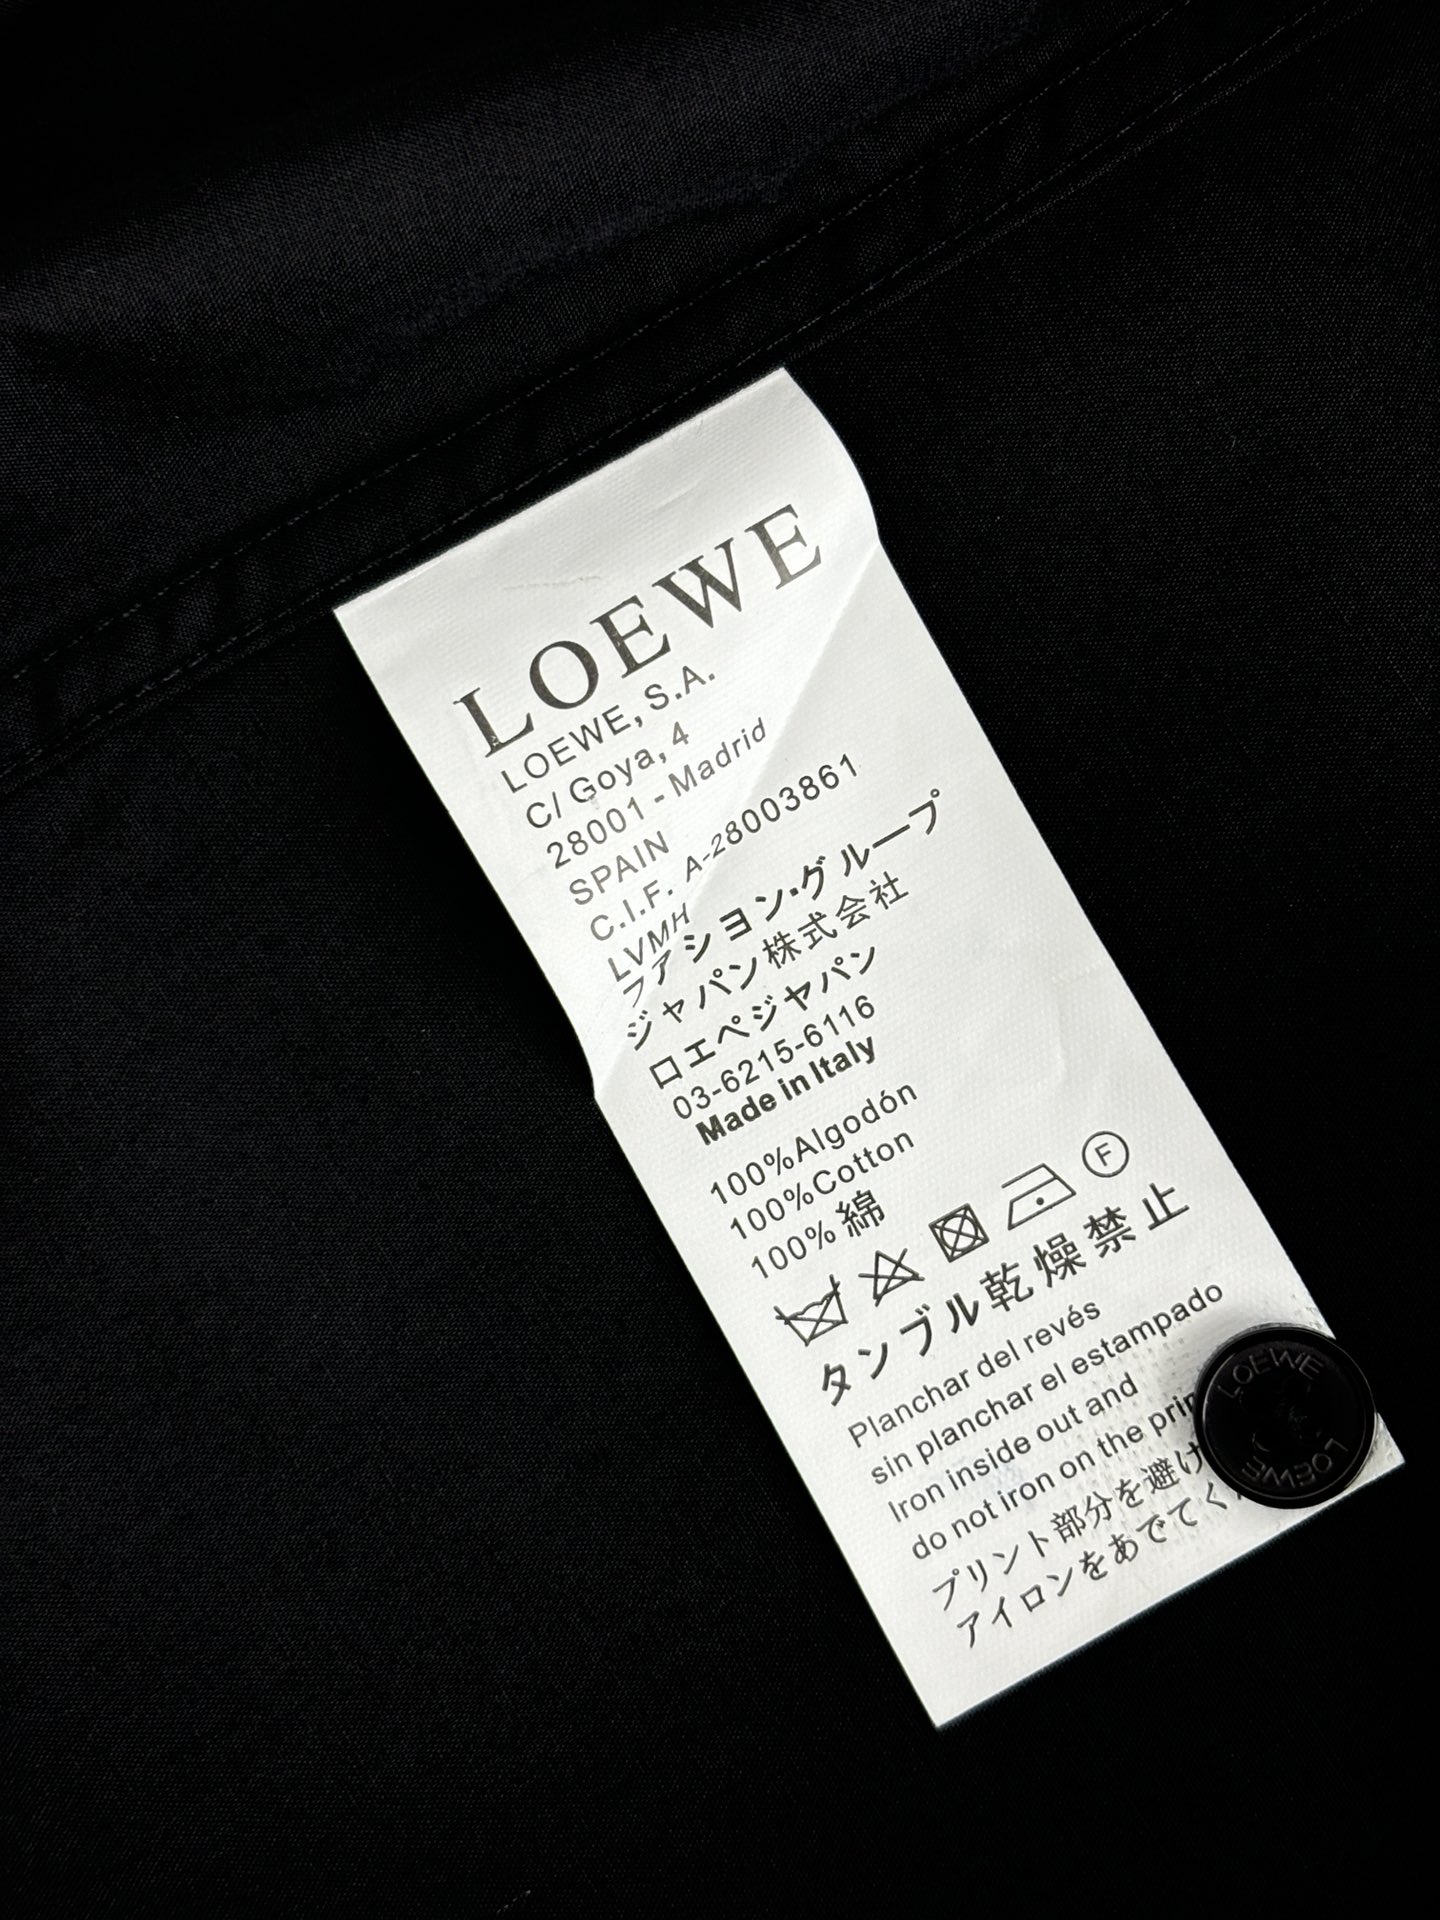 LOEWE
LOEWE, S.A.
C/ Goya, 4
28001 - Madrid
SPAIN
C.I.F. A-28003861
LVMH
ファション·グループ
ジャパン株式会社
ロエペジャパン
03-6215-6116
Made in Italy
100%Algodón
100%Cotton
100%綿
F
タンブル乾燥禁止
Planchar del revés
sin planchar el estampado
Iron inside out and
do not iron on the
プリント部分を避け
アイロンをあでてく
LOEWE
LOEWE